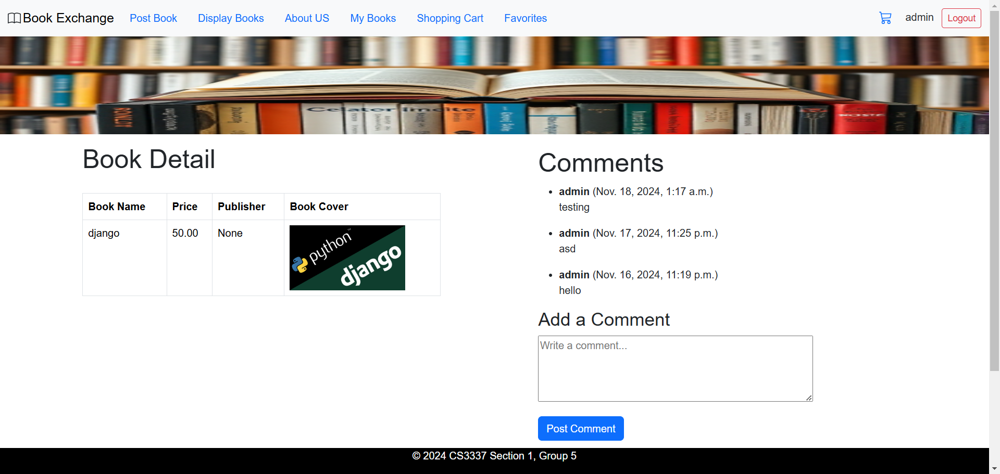 Book Exchange
Post Book
Display Books
About US
My Books
Shopping Cart
Favorites
admin
Logout
Celator imcite
Book Detail
Book Name Price Publisher Book Cover
django 50.00 None
python™
django
Comments
admin (Nov. 18, 2024, 1:17 a.m.)
testing
admin (Nov. 17, 2024, 11:25 p.m.)
asd
admin (Nov. 16, 2024, 11:19 p.m.)
hello
Add a Comment
Write a comment...
Post Comment
© 2024 CS3337 Section 1, Group 5